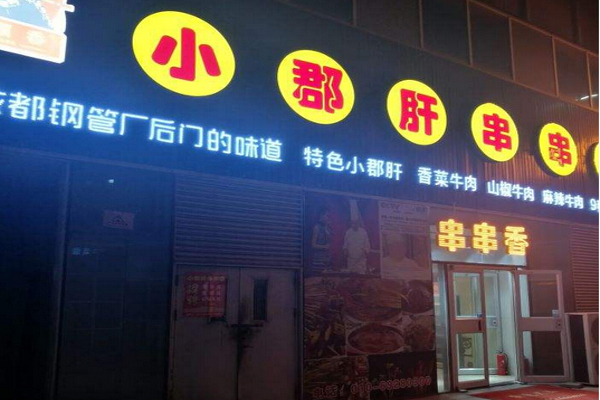 小郡肝串串
都钢管厂后门的味道 特色小郡肝 香菜牛肉 山椒牛肉 麻辣牛肉 9
串串香